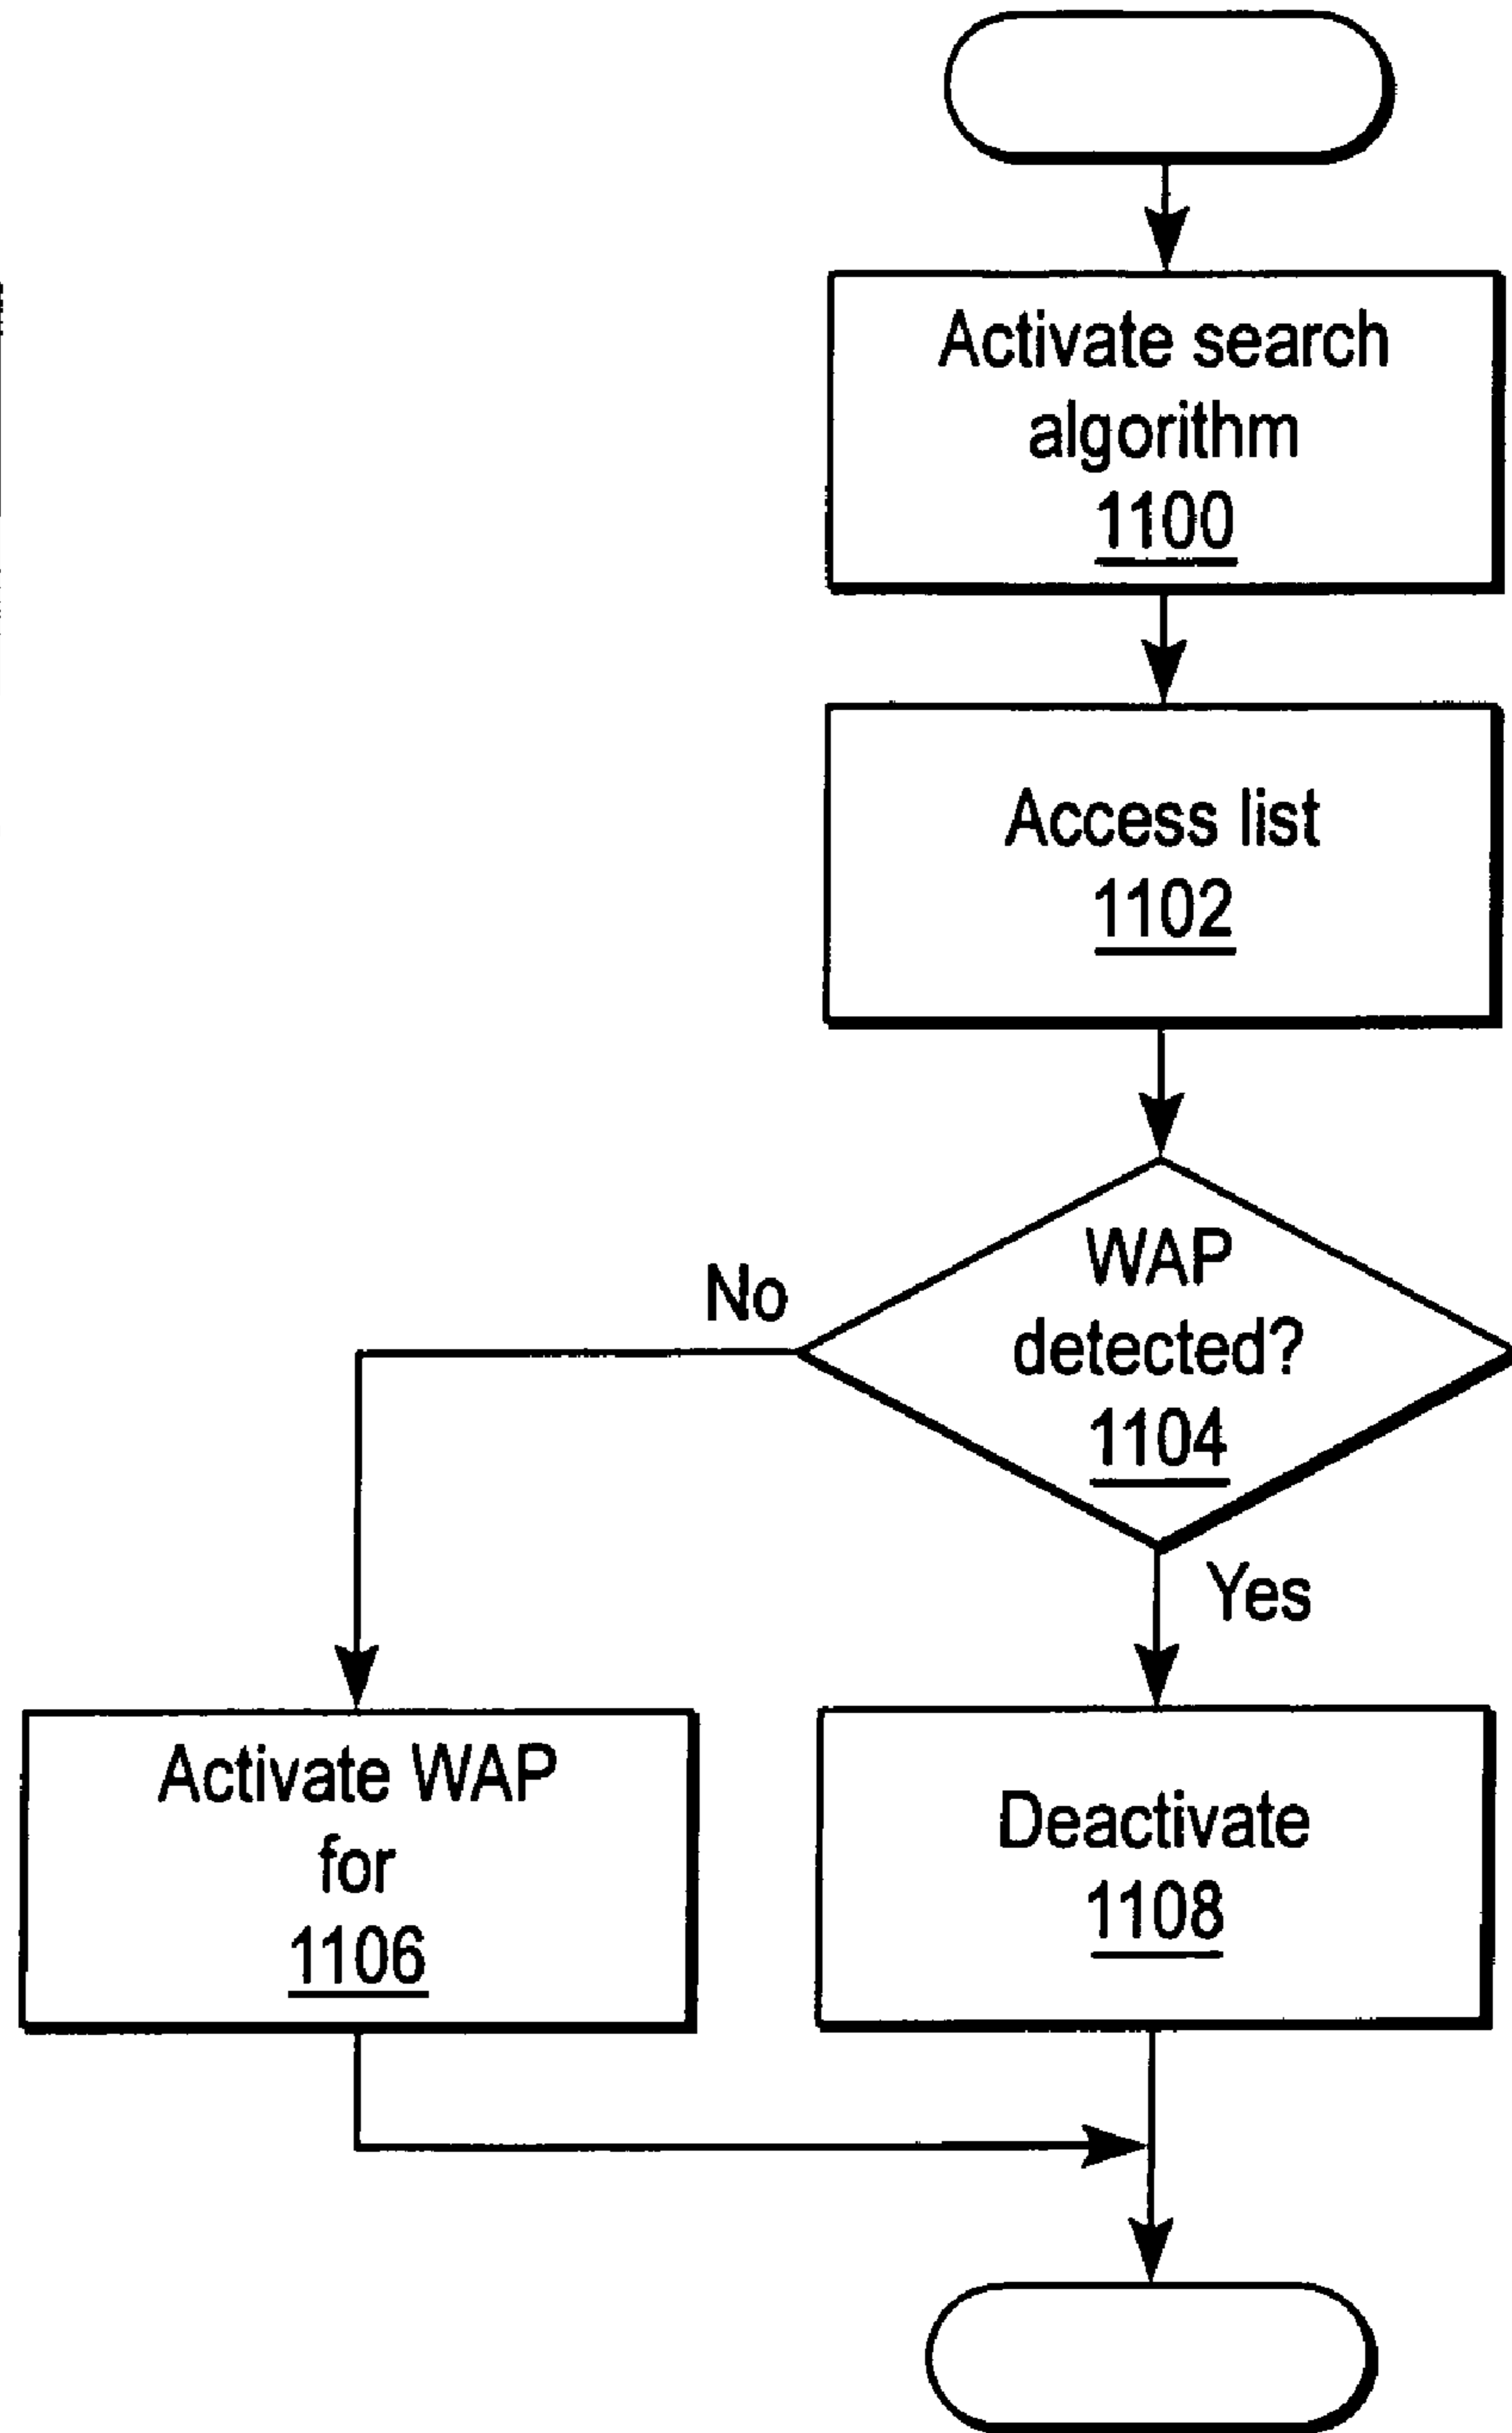 Activate search
algorithm
1100
Access list
1102
WAP
detected?
1104
No
Yes
Activate WAP
for
1106
Deactivate
1108